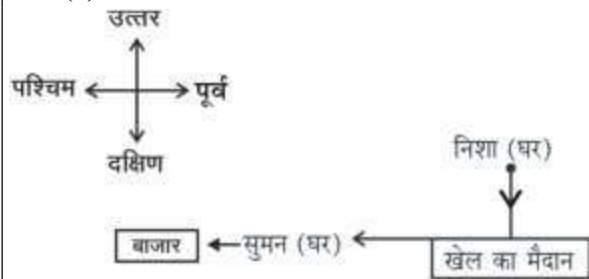 उत्तर
पश्चिम पूर्व
दक्षिण
निशा (घर)
बाजार सुमन (घर)
खेल का मैदान